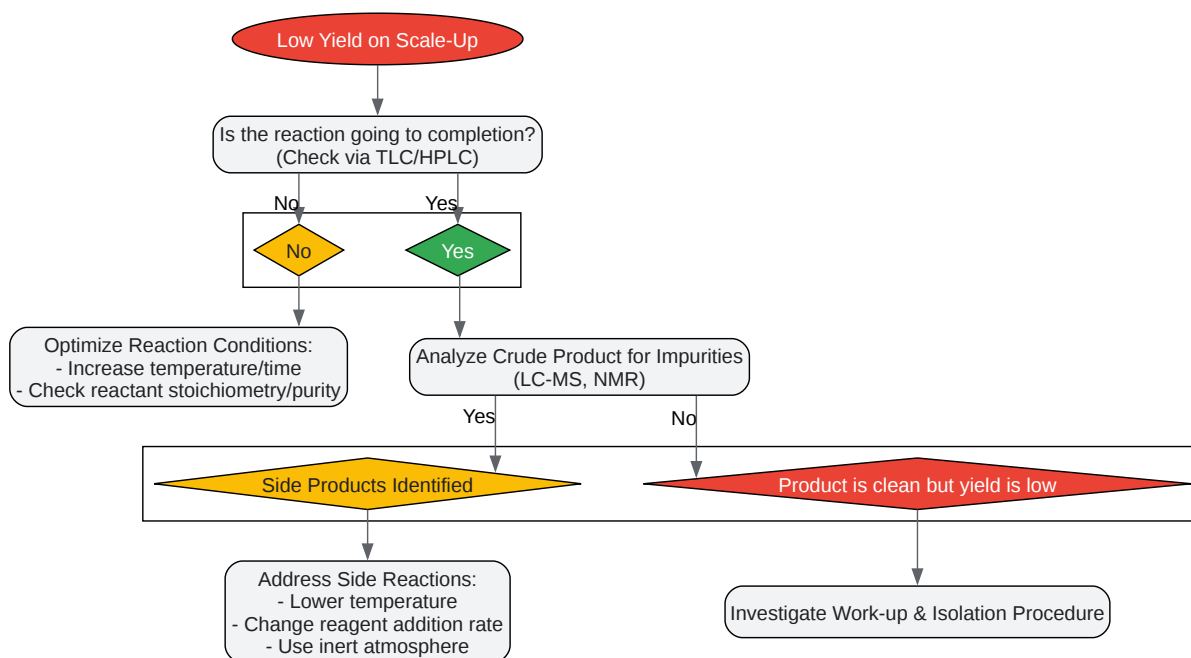 Low Yield on Scale-Up
Is the reaction going to completion?
(Check via TLC/HPLC)
No
Yes
No
Yes
Optimize Reaction Conditions:
- Increase temperature/time
- Check reactant stoichiometry/purity
Analyze Crude Product for Impurities
(LC-MS, NMR)
Yes
No
Side Products Identified
Product is clean but yield is low
Address Side Reactions:
- Lower temperature
- Change reagent addition rate
- Use inert atmosphere
Investigate Work-up & Isolation Procedure